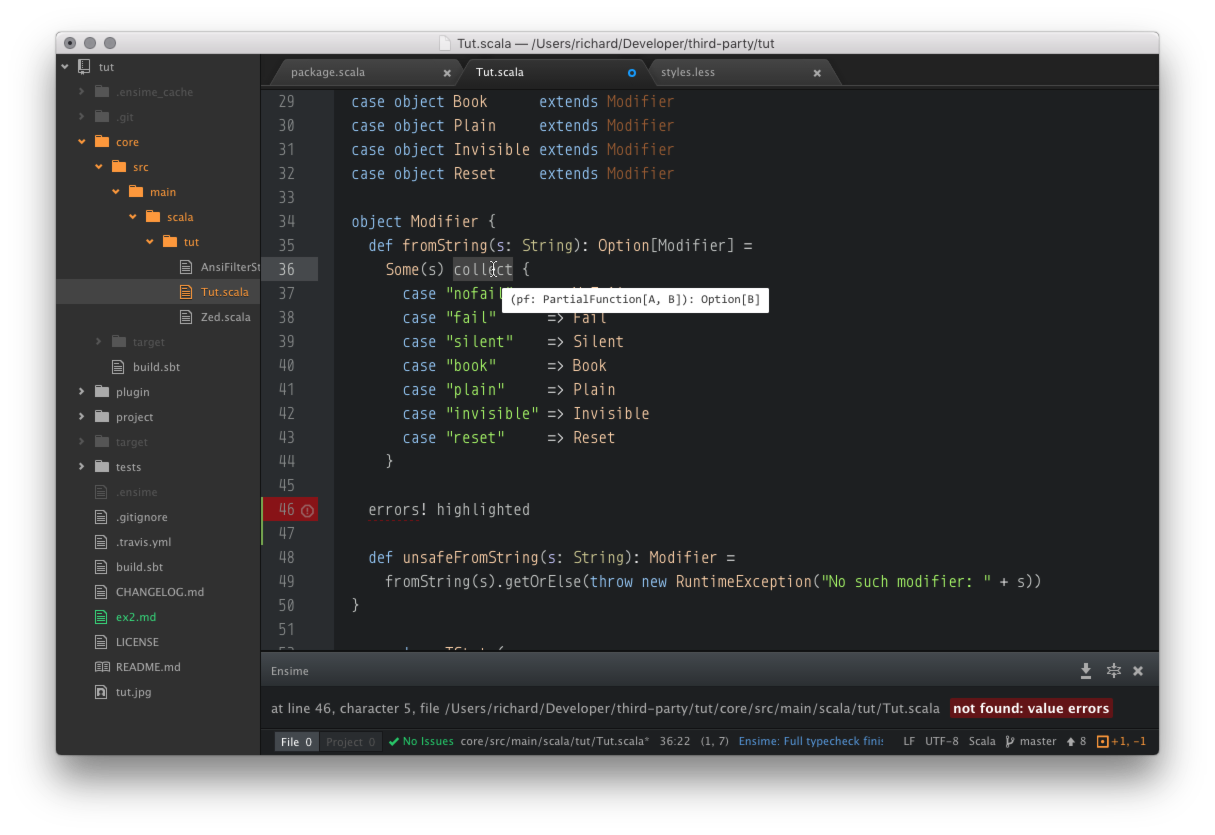 Tut.scala — /Users/richard/Developer/third-party/tut
tut
.ensime_cache
.git
core
src
main
scala
tut
AnsiFilterSt
Tut.scala
Zed.scala
target
build.sbt
plugin
project
target
tests
.ensime
.gitignore
.travis.yml
build.sbt
CHANGELOG.md
ex2.md
LICENSE
README.md
tut.jpg
package.scala × Tut.scala styles.less ×
29 case object Book      extends Modifier
30 case object Plain     extends Modifier
31 case object Invisible extends Modifier
32 case object Reset     extends Modifier
33
34 object Modifier {
35   def fromString(s: String): Option[Modifier] =
36     Some(s) collect {
37       case "nofail"
(pf: PartialFunction[A, B]): Option[B]
38       case "fail"      => Fail
39       case "silent"    => Silent
40       case "book"      => Book
41       case "plain"     => Plain
42       case "invisible" => Invisible
43       case "reset"     => Reset
44     }
45
46   errors! highlighted
47
48   def unsafeFromString(s: String): Modifier =
49     fromString(s).getOrElse(throw new RuntimeException("No such modifier: " + s))
50 }
51
Ensime
at line 46, character 5, file /Users/richard/Developer/third-party/tut/core/src/main/scala/tut/Tut.scala not found: value errors
File 0 Project 0 No Issues core/src/main/scala/tut/Tut.scala* 36:22 (1, 7) Ensime: Full typecheck finis LF UTF-8 Scala master 8 +1, -1